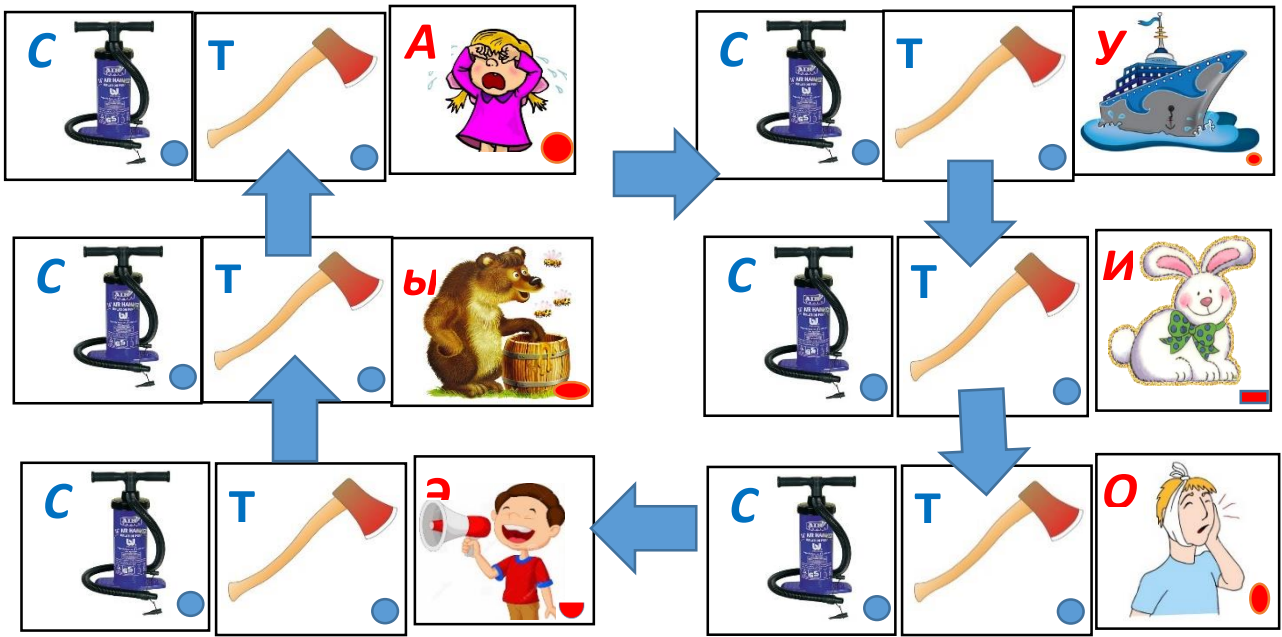 С Т А
С Т У
С Т Ы
С Т И
С Т Э
С Т О